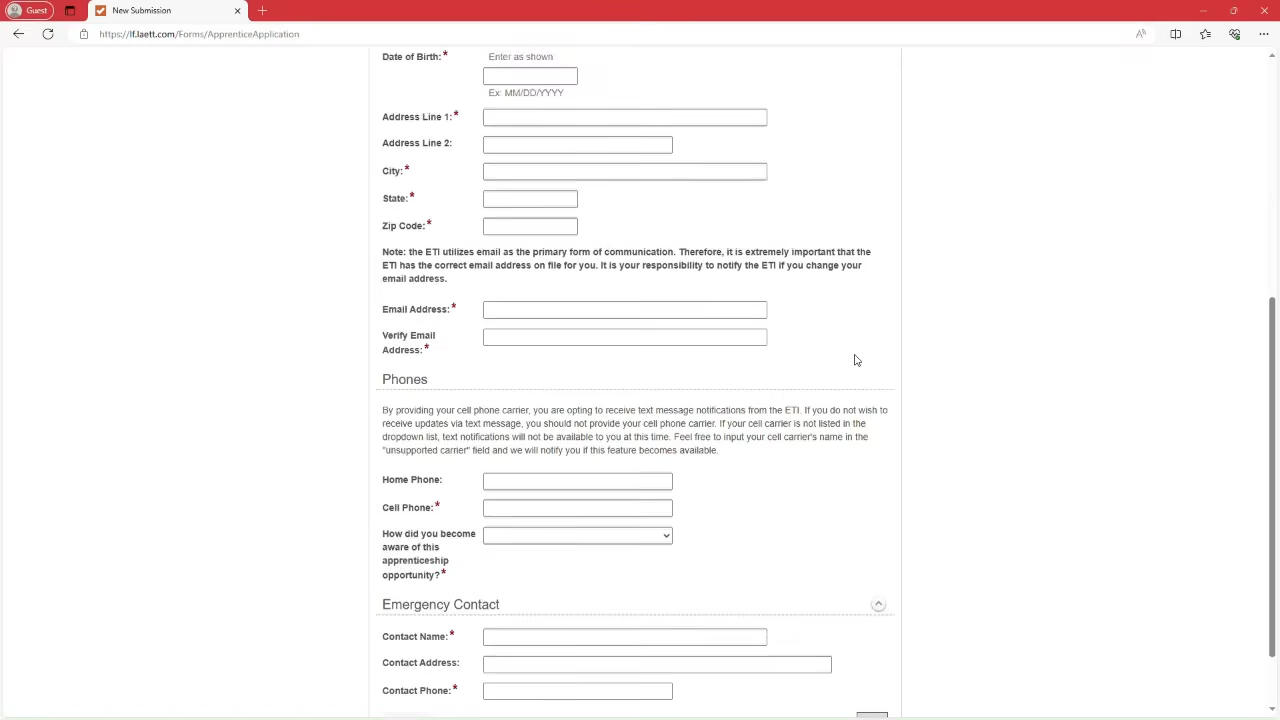 Guest
New Submission
https://lf.laett.com/Forms/ApprenticeApplication
Date of Birth:*
Enter as shown
Ex: MM/DD/YYYY
Address Line 1:*
Address Line 2:
City:*
State:*
Zip Code:*
Note: the ETI utilizes email as the primary form of communication. Therefore, it is extremely important that the
ETI has the correct email address on file for you. It is your responsibility to notify the ETI if you change your
email address.
Email Address:*
Verify Email
Address:*
Phones
By providing your cell phone carrier, you are opting to receive text message notifications from the ETI. If you do not wish to
receive updates via text message, you should not provide your cell phone carrier. If your cell carrier is not listed in the
dropdown list, text notifications will not be available to you at this time. Feel free to input your cell carrier's name in the
"unsupported carrier" field and we will notify you if this feature becomes available.
Home Phone:
Cell Phone:*
How did you become
aware of this
apprenticeship
opportunity?*
Emergency Contact
Contact Name:*
Contact Address:
Contact Phone:*